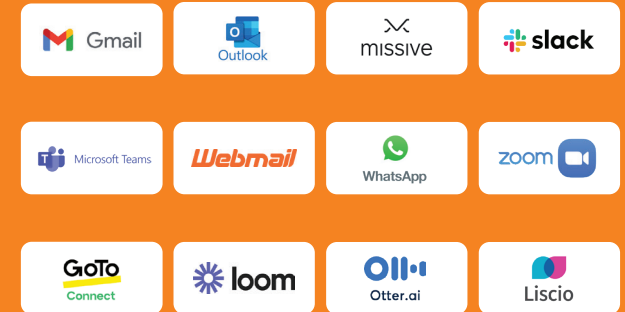 Gmail
Outlook
missive
slack
Microsoft Teams
Webmail
WhatsApp
zoom
GoTo
Connect
loom
Otter.ai
Liscio